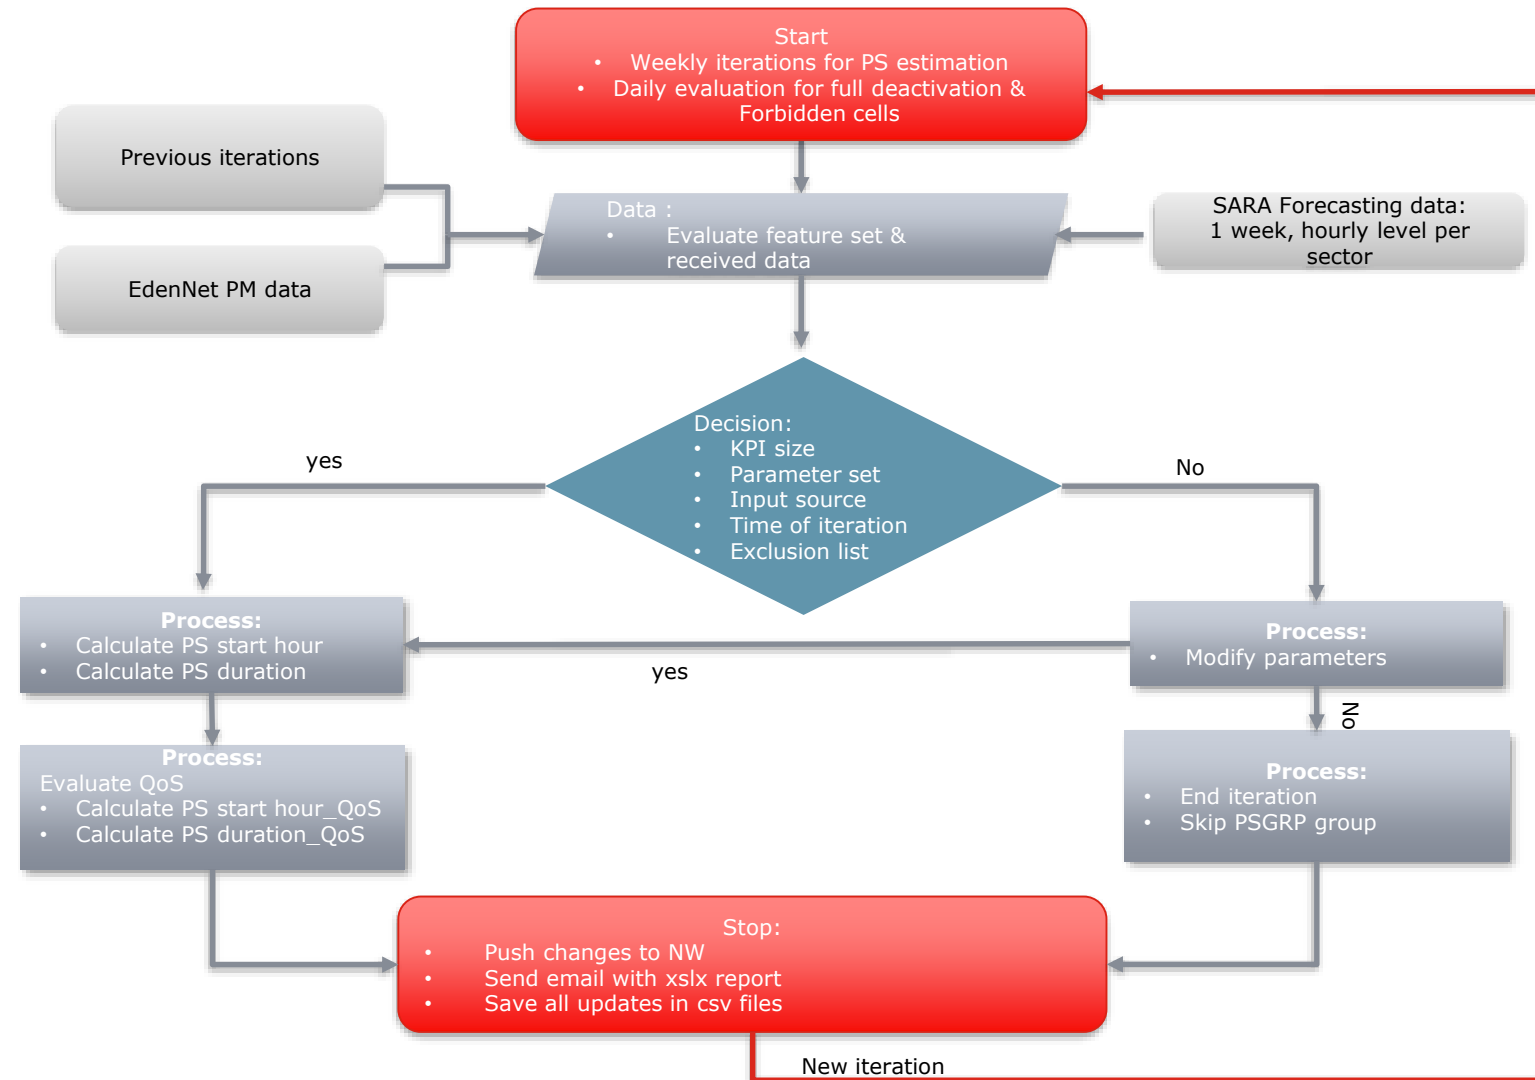 Start
• Weekly iterations for PS estimation
• Daily evaluation for full deactivation &
Forbidden cells
Previous iterations
Data :
• Evaluate feature set &
received data
SARA Forecasting data:
1 week, hourly level per
sector
EdenNet PM data
Decision:
• KPI size
• Parameter set
• Input source
• Time of iteration
• Exclusion list
yes
No
Process:
• Calculate PS start hour
• Calculate PS duration
yes
Process:
• Modify parameters
No
Process:
Evaluate QoS
• Calculate PS start hour_QoS
• Calculate PS duration_QoS
Process:
• End iteration
• Skip PSGRP group
Stop:
• Push changes to NW
• Send email with xslx report
• Save all updates in csv files
New iteration